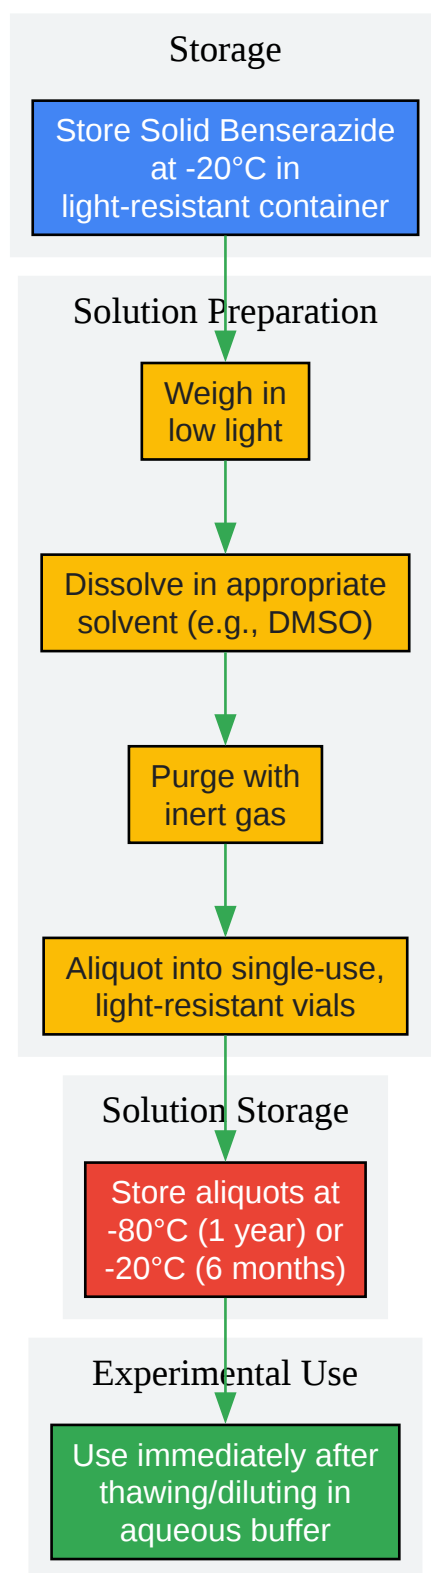 Storage
Store Solid Benserazide
at -20°C in
light-resistant container
Solution Preparation
Weigh in
low light
Dissolve in appropriate
solvent (e.g., DMSO)
Purge with
inert gas
Aliquot into single-use,
light-resistant vials
Solution Storage
Store aliquots at
-80°C (1 year) or
-20°C (6 months)
Experimental Use
Use immediately after
thawing/diluting in
aqueous buffer